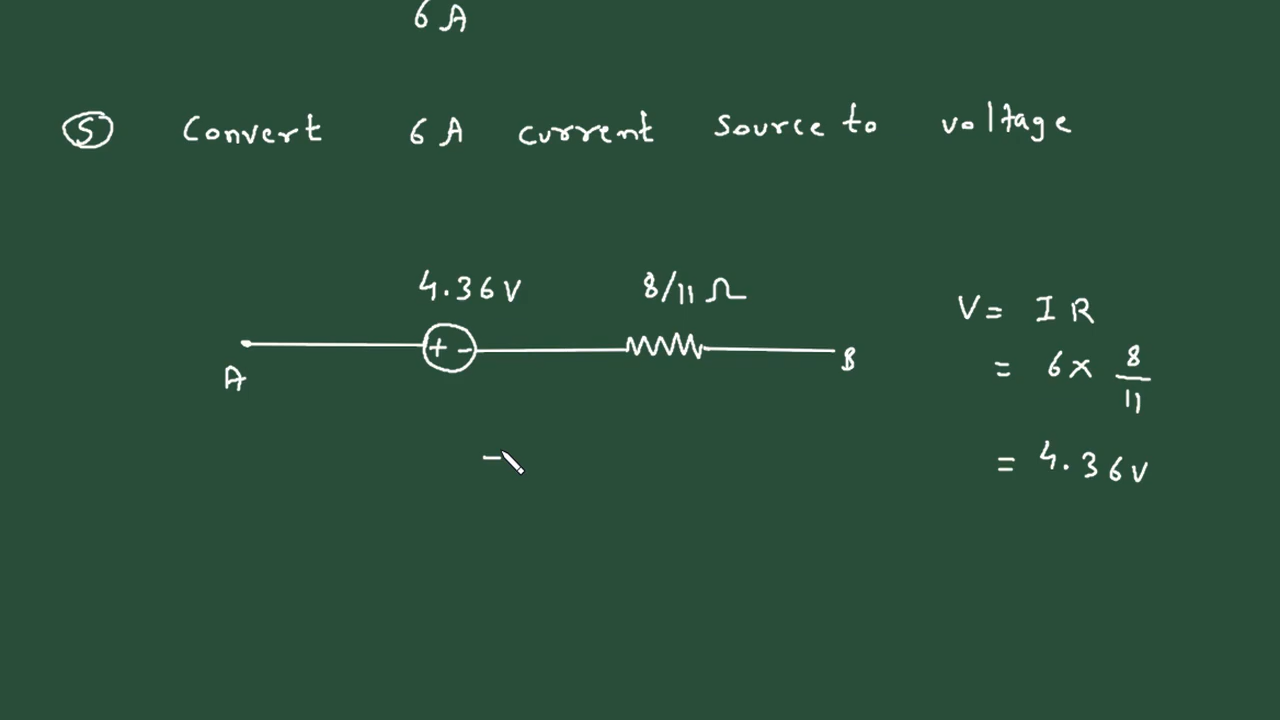 6 A
⑤ Convert 6 A current source to voltage
4.36 V 8/11 Ω
+ -
A B
V = I R
= 6 × 8/11
= 4.36 V